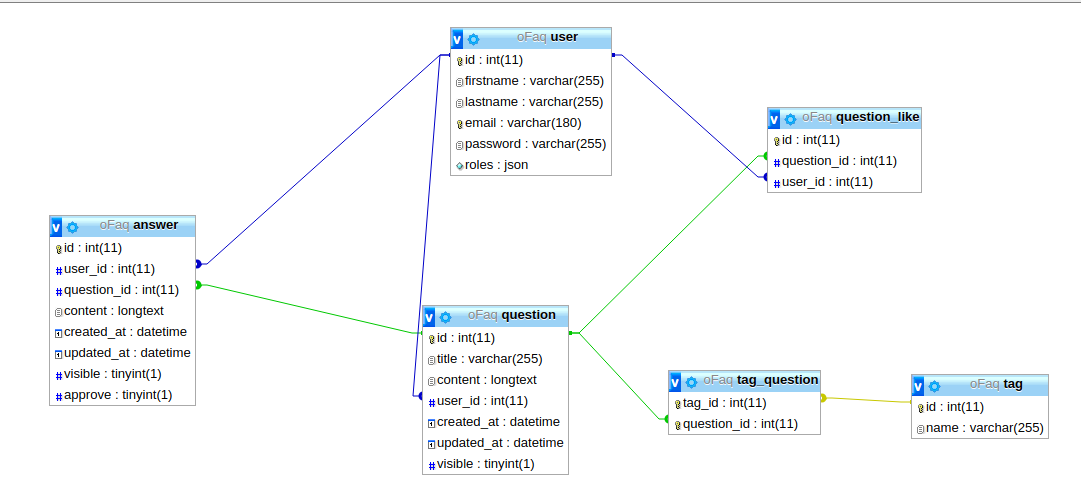 oFaq user
id : int(11)
firstname : varchar(255)
lastname : varchar(255)
email : varchar(180)
password : varchar(255)
roles : json
oFaq question_like
id : int(11)
question_id : int(11)
user_id : int(11)
oFaq answer
id : int(11)
user_id : int(11)
question_id : int(11)
content : longtext
created_at : datetime
updated_at : datetime
visible : tinyint(1)
approve : tinyint(1)
oFaq question
id : int(11)
title : varchar(255)
content : longtext
user_id : int(11)
created_at : datetime
updated_at : datetime
visible : tinyint(1)
oFaq tag_question
tag_id : int(11)
question_id : int(11)
oFaq tag
id : int(11)
name : varchar(255)